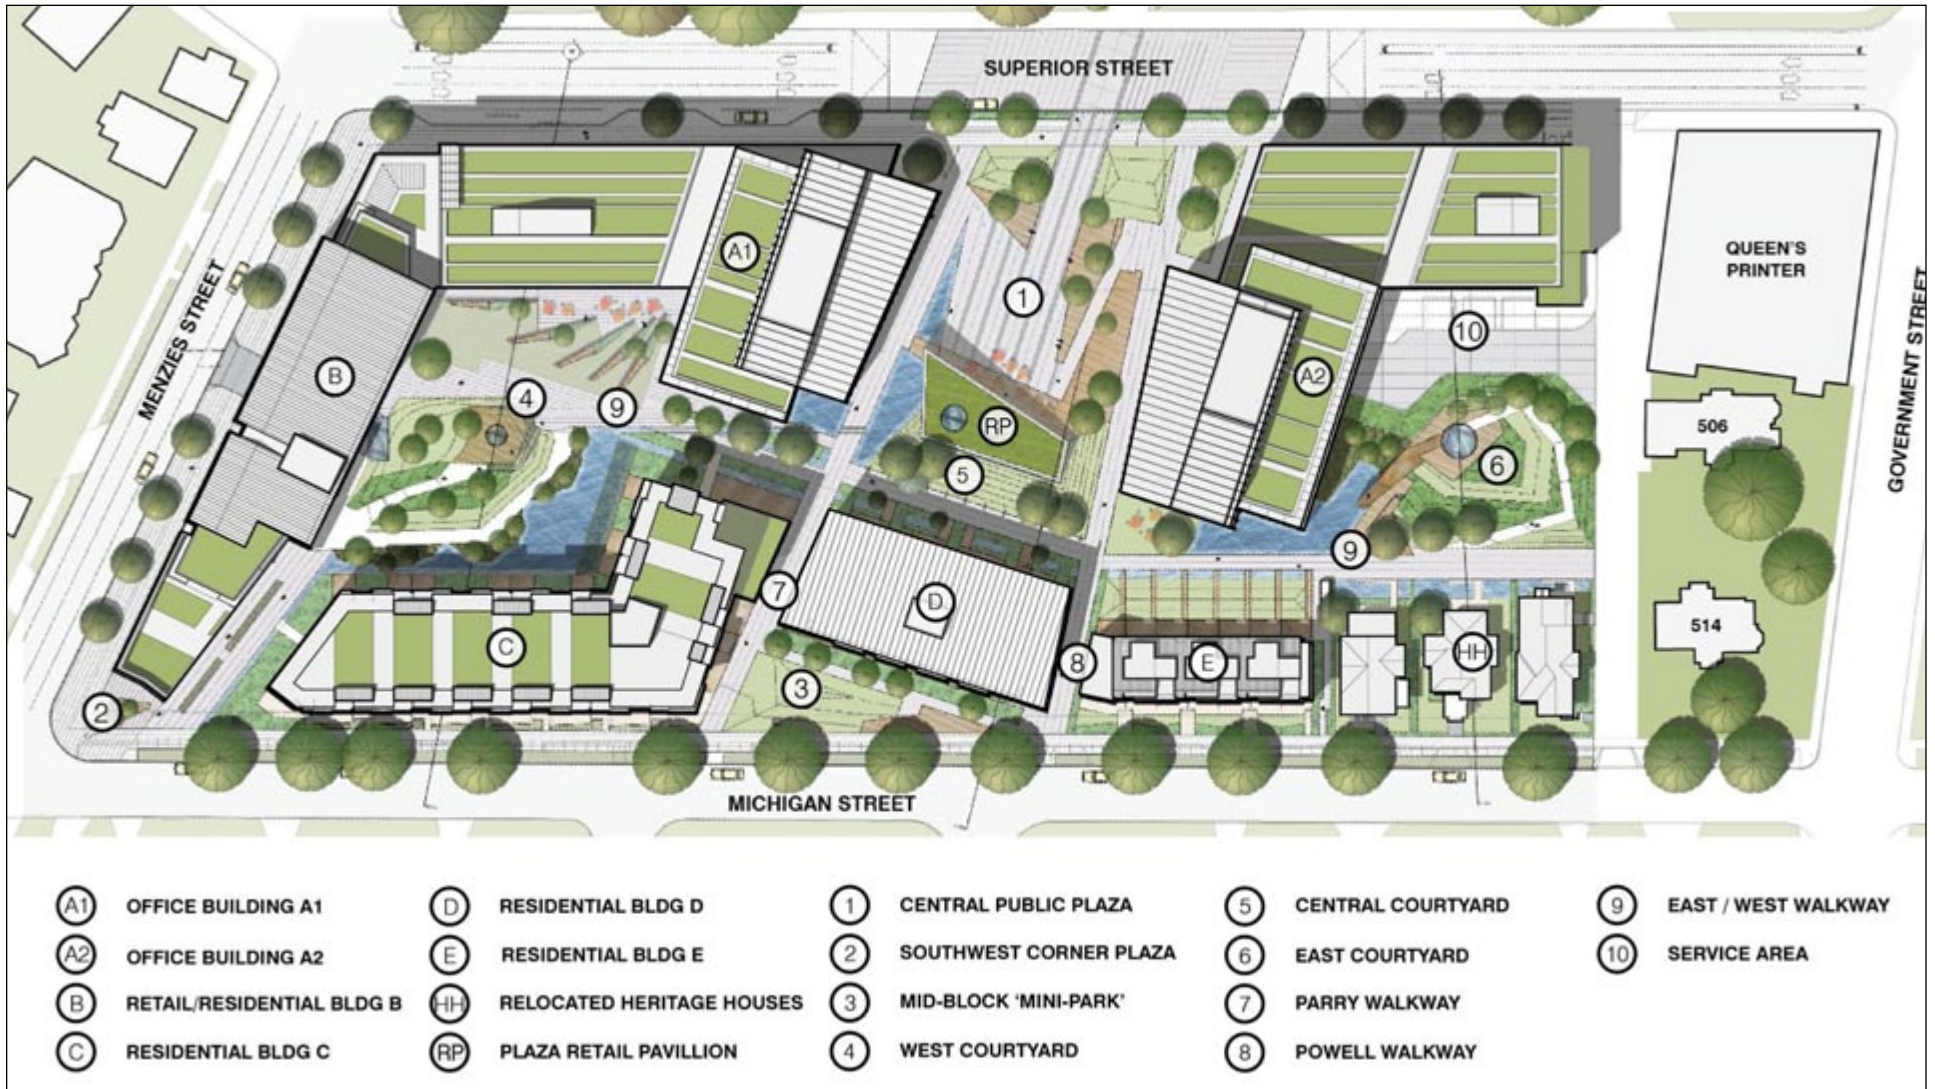 SUPERIOR STREET
MENZIES STREET
GOVERNMENT STREET
MICHIGAN STREET
QUEEN'S
PRINTER
506
514
A1
A2
B
C
D
E
HH
RP
1
2
3
4
5
6
7
8
9
9
10
A1 OFFICE BUILDING A1
A2 OFFICE BUILDING A2
B RETAIL/RESIDENTIAL BLDG B
C RESIDENTIAL BLDG C
D RESIDENTIAL BLDG D
E RESIDENTIAL BLDG E
HH RELOCATED HERITAGE HOUSES
RP PLAZA RETAIL PAVILLION
1 CENTRAL PUBLIC PLAZA
2 SOUTHWEST CORNER PLAZA
3 MID-BLOCK 'MINI-PARK'
4 WEST COURTYARD
5 CENTRAL COURTYARD
6 EAST COURTYARD
7 PARRY WALKWAY
8 POWELL WALKWAY
9 EAST / WEST WALKWAY
10 SERVICE AREA